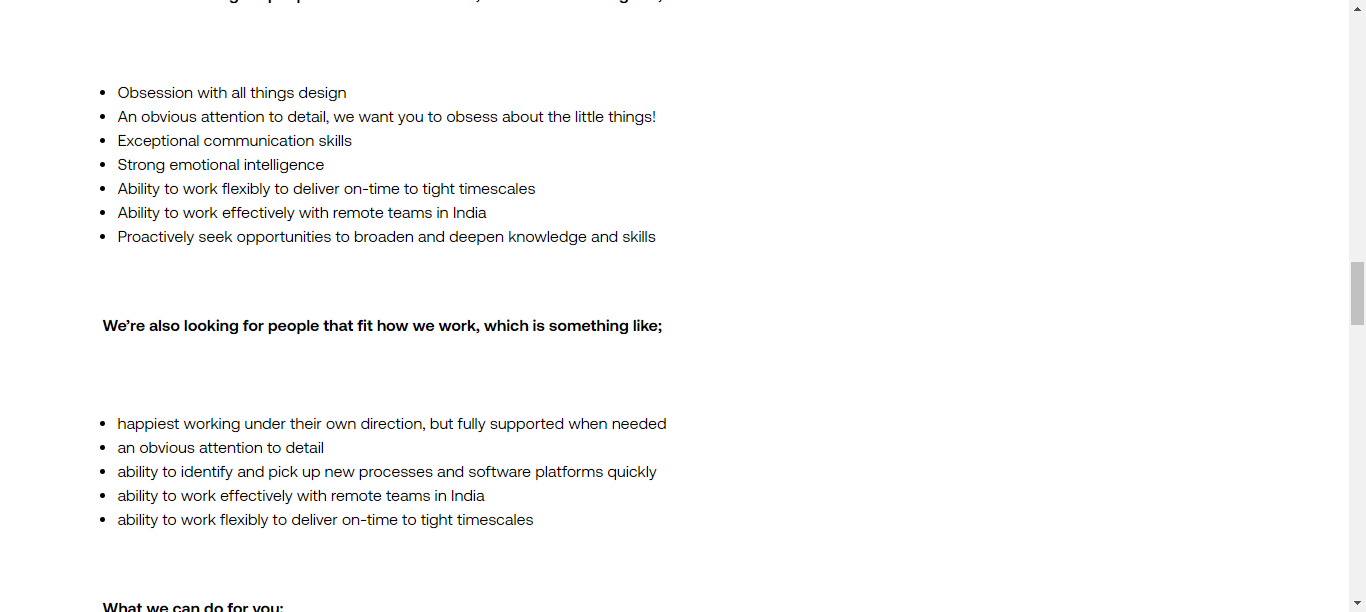 Obsession with all things design
An obvious attention to detail, we want you to obsess about the little things!
Exceptional communication skills
Strong emotional intelligence
Ability to work flexibly to deliver on-time to tight timescales
Ability to work effectively with remote teams in India
Proactively seek opportunities to broaden and deepen knowledge and skills
We’re also looking for people that fit how we work, which is something like;
happiest working under their own direction, but fully supported when needed
an obvious attention to detail
ability to identify and pick up new processes and software platforms quickly
ability to work effectively with remote teams in India
ability to work flexibly to deliver on-time to tight timescales
What we can do for you: